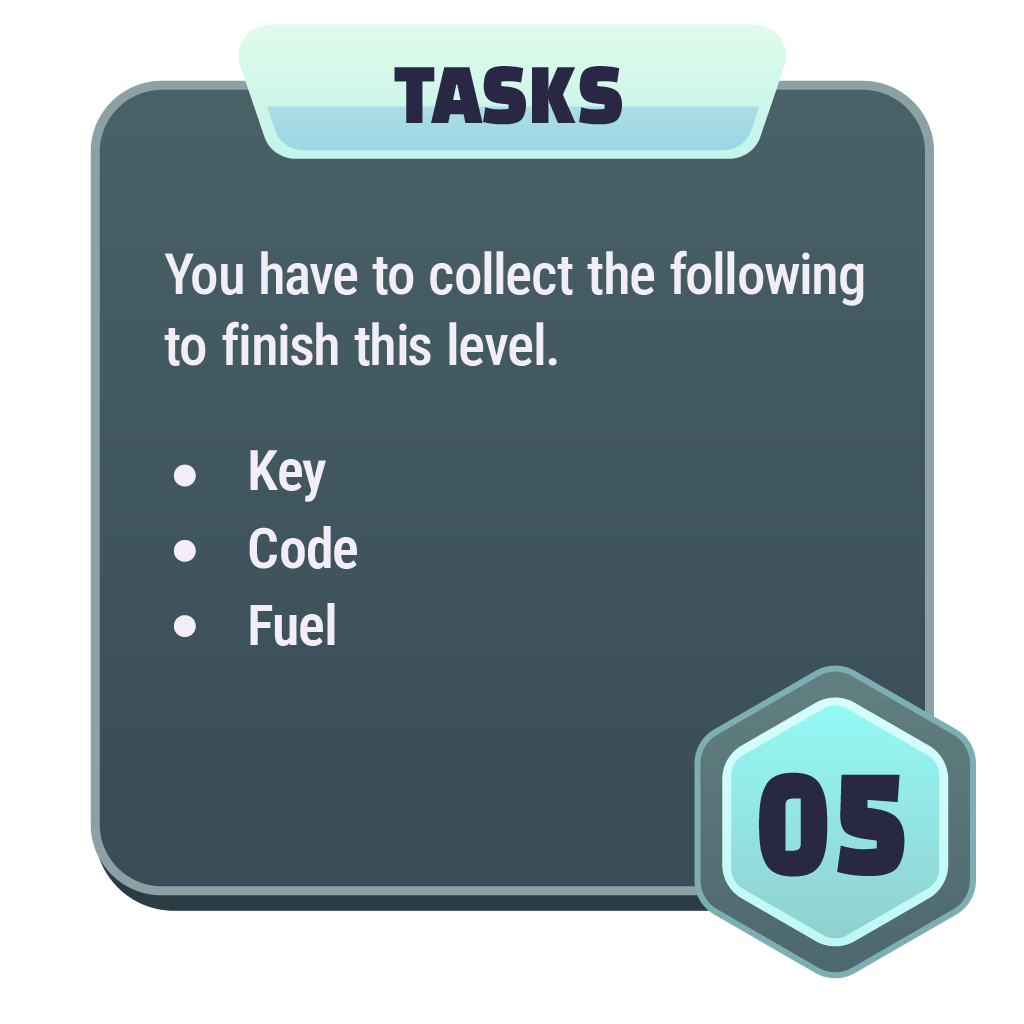 TASKS
You have to collect the following
to finish this level.
● Key
● Code
● Fuel
05